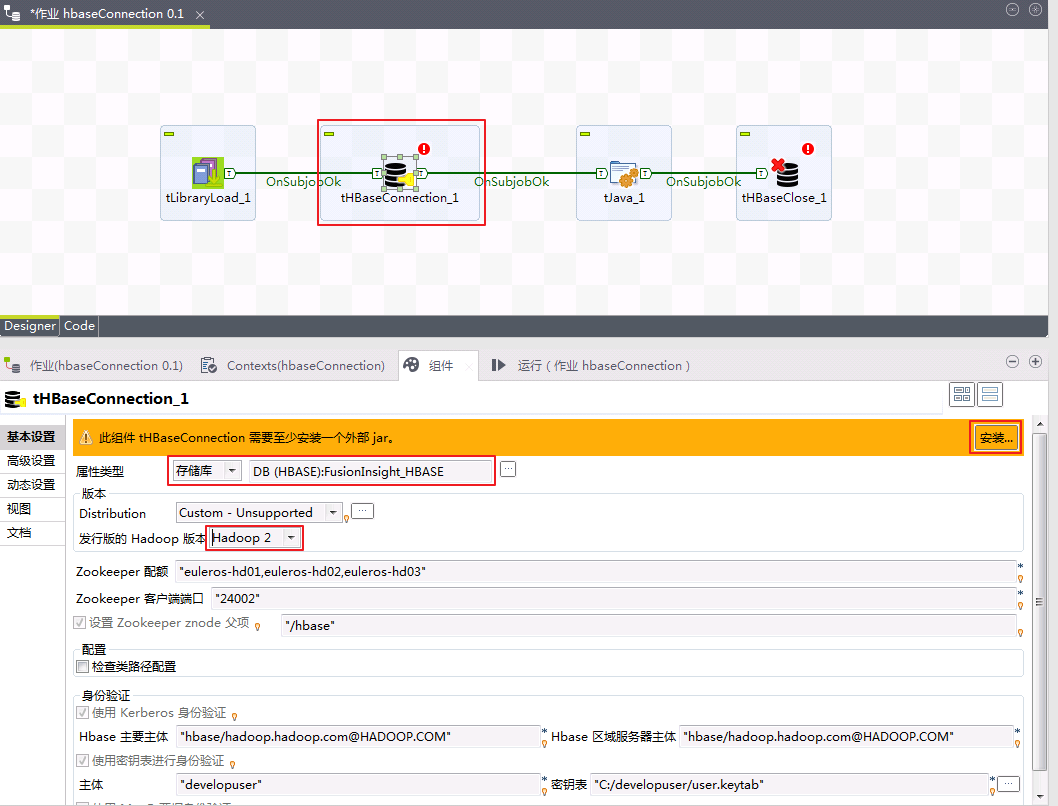 *作业 hbaseConnection 0.1
OnSubjobOk OnSubjobOk OnSubjobOk
tLibraryLoad_1 tHBaseConnection_1 tJava_1 tHBaseClose_1
Designer Code
作业(hbaseConnection 0.1) Contexts(hbaseConnection) 组件 运行 ( 作业 hbaseConnection )
tHBaseConnection_1
基本设置
高级设置
动态设置
视图
文档
此组件 tHBaseConnection 需要至少安装一个外部 jar。 安装...
属性类型 存储库 DB (HBASE):FusionInsight_HBASE
版本
Distribution Custom - Unsupported
发行版的 Hadoop 版本 Hadoop 2
Zookeeper 配额 "euleros-hd01,euleros-hd02,euleros-hd03"
Zookeeper 客户端端口 "24002"
设置 Zookeeper znode 父项 "/hbase"
配置
检查类路径配置
身份验证
使用 Kerberos 身份验证
Hbase 主要主体 "hbase/hadoop.hadoop.com@HADOOP.COM" Hbase 区域服务器主体 "hbase/hadoop.hadoop.com@HADOOP.COM"
使用密钥表进行身份验证
主体 "developuser" 密钥表 "C:/developuser/user.keytab"